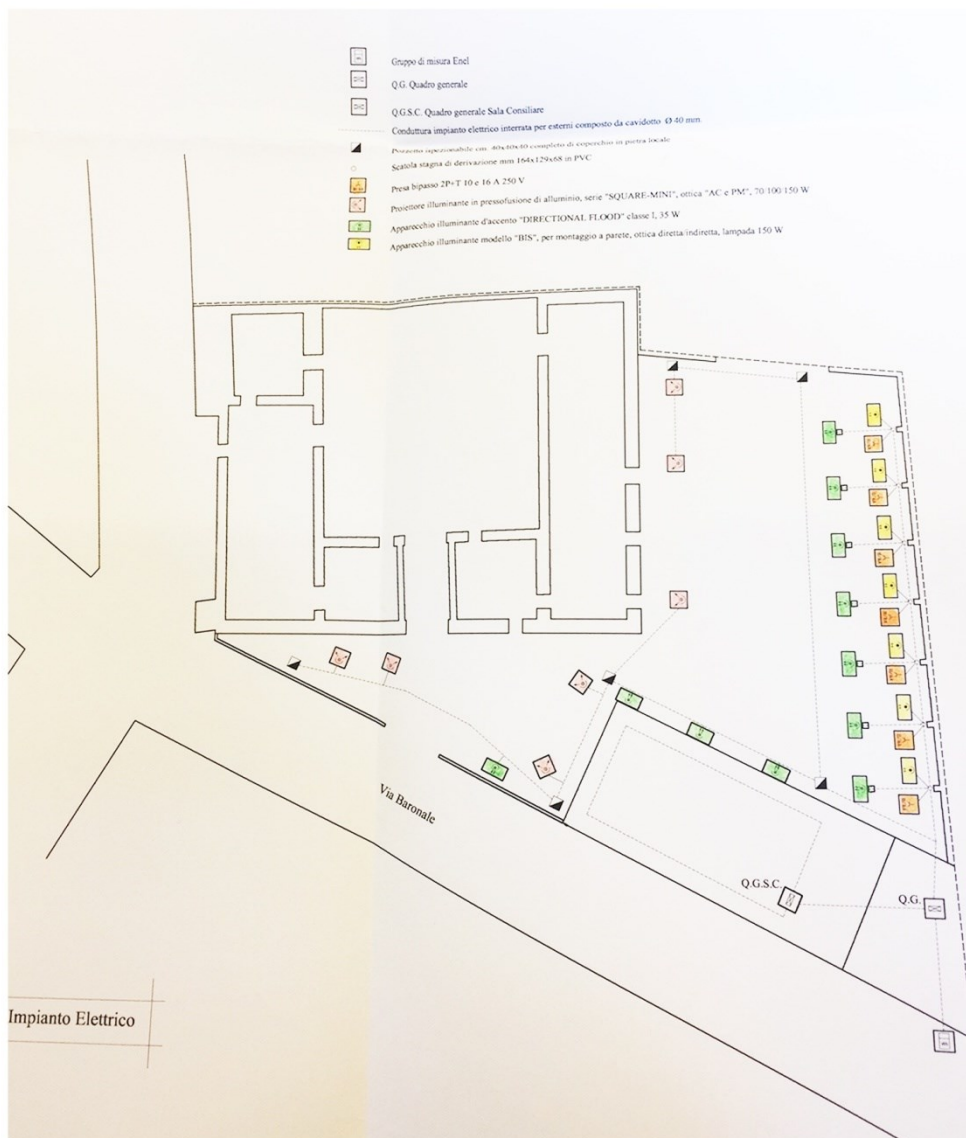 Gruppo di misura Enel
Q.G. Quadro generale
Q.G.S.C. Quadro generale Sala Consiliare
Conduttura impianto elettrico interrata per esterni composto da cavidotto Ø 40 mm
Pozzetto ispezionabile cm. 40x40x40 completo di coperchio in pietra locale
Scatola stagna di derivazione mm 164x129x68 in PVC
Presa bipasso 2P+T 10 e 16 A 250 V
Proiettore illuminante in pressofusione di alluminio, serie "SQUARE-MINI", ottica "AC e PM", 70/100/150 W
Apparecchio illuminante d'accento "DIRECTIONAL FLOOD" classe I, 35 W
Apparecchio illuminante modello "BIS", per montaggio a parete, ottica diretta/indiretta, lampada 150 W
Via Baronale
Q.G.S.C.
Q.G.
Impianto Elettrico